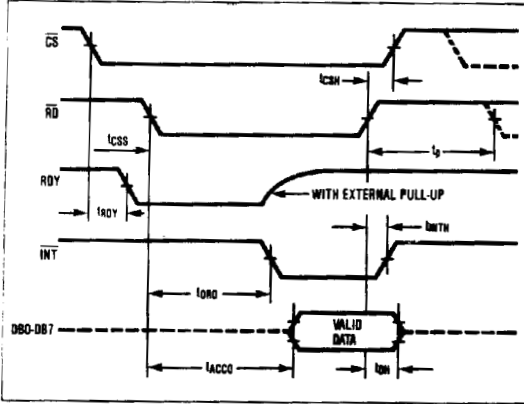 CS
tCSH
RD
tCSS
tP
RDY
WITH EXTERNAL PULL-UP
tRDY
tINTH
INT
tCRD
DB0-DB7
VALID
DATA
tACC0
tDH